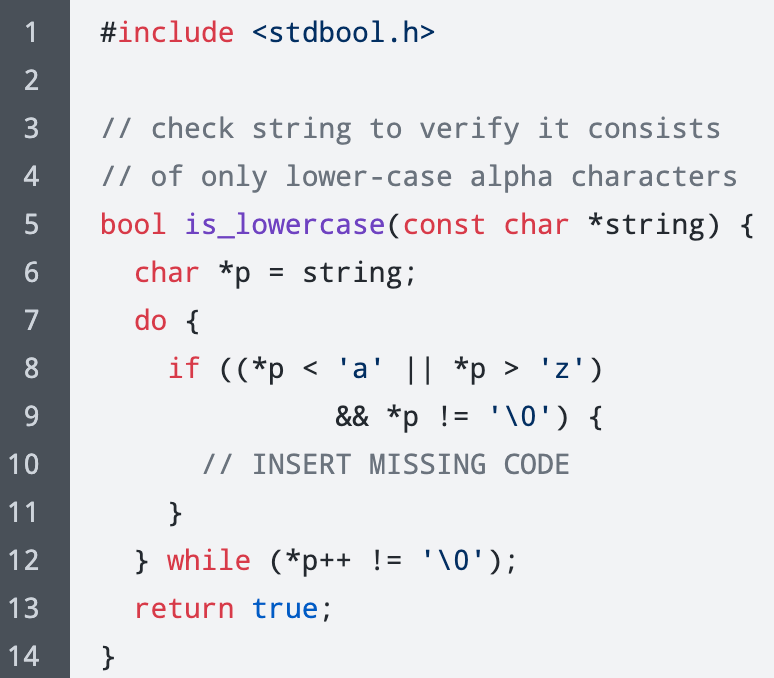 1 #include <stdbool.h>
2
3 // check string to verify it consists
4 // of only lower-case alpha characters
5 bool is_lowercase(const char *string) {
6   char *p = string;
7   do {
8     if ((*p < 'a' || *p > 'z')
9               && *p != '\0') {
10       // INSERT MISSING CODE
11     }
12   } while (*p++ != '\0');
13   return true;
14 }